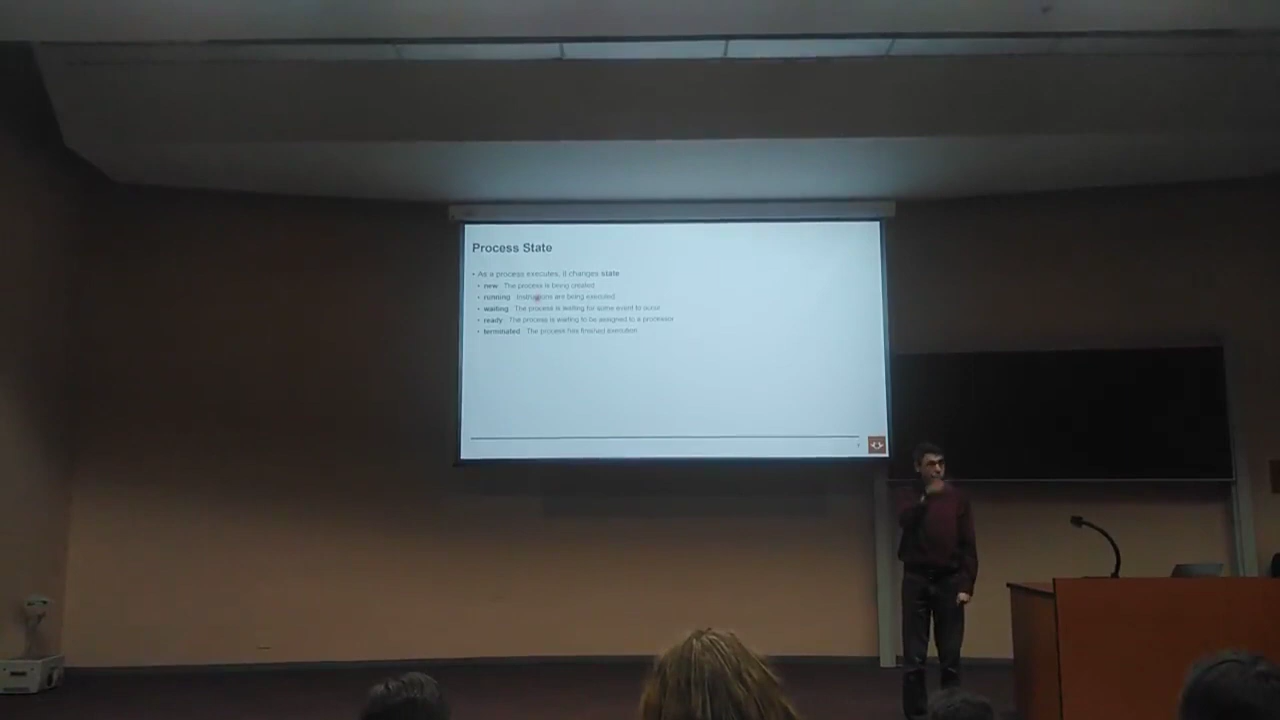 Process State
• As a process executes, it changes state
• new The process is being created
• running Instructions are being executed
• waiting The process is waiting for some event to occur
• ready The process is waiting to be assigned to a processor
• terminated The process has finished execution